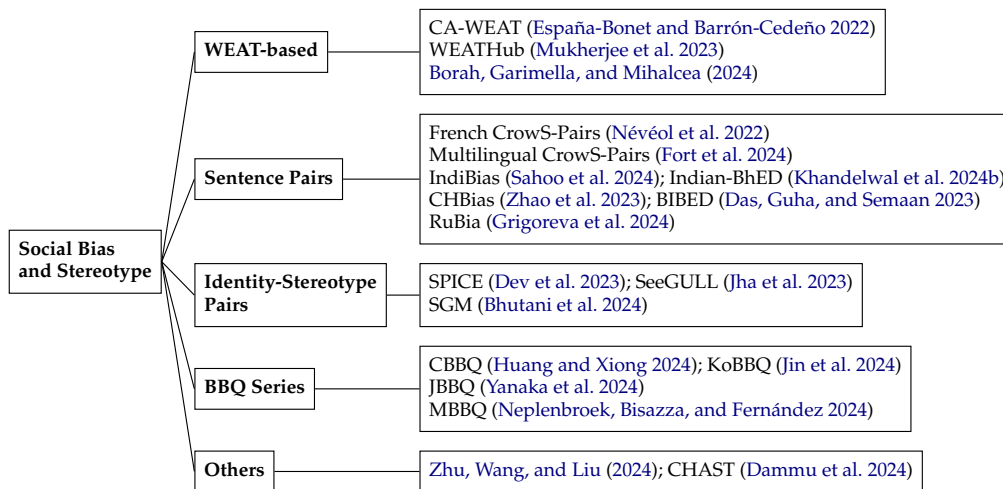 Social Bias
and Stereotype
WEAT-based
CA-WEAT (España-Bonet and Barrón-Cedeño 2022)
WEATHub (Mukherjee et al. 2023)
Borah, Garimella, and Mihalcea (2024)
Sentence Pairs
French CrowS-Pairs (Névéol et al. 2022)
Multilingual CrowS-Pairs (Fort et al. 2024)
IndiBias (Sahoo et al. 2024); Indian-BhED (Khandelwal et al. 2024b)
CHBias (Zhao et al. 2023); BIBED (Das, Guha, and Semaan 2023)
RuBia (Grigoreva et al. 2024)
Identity-Stereotype
Pairs
SPICE (Dev et al. 2023); SeeGULL (Jha et al. 2023)
SGM (Bhutani et al. 2024)
BBQ Series
CBBQ (Huang and Xiong 2024); KoBBQ (Jin et al. 2024)
JBBQ (Yanaka et al. 2024)
MBBQ (Neplenbroek, Bisazza, and Fernández 2024)
Others
Zhu, Wang, and Liu (2024); CHAST (Dammu et al. 2024)